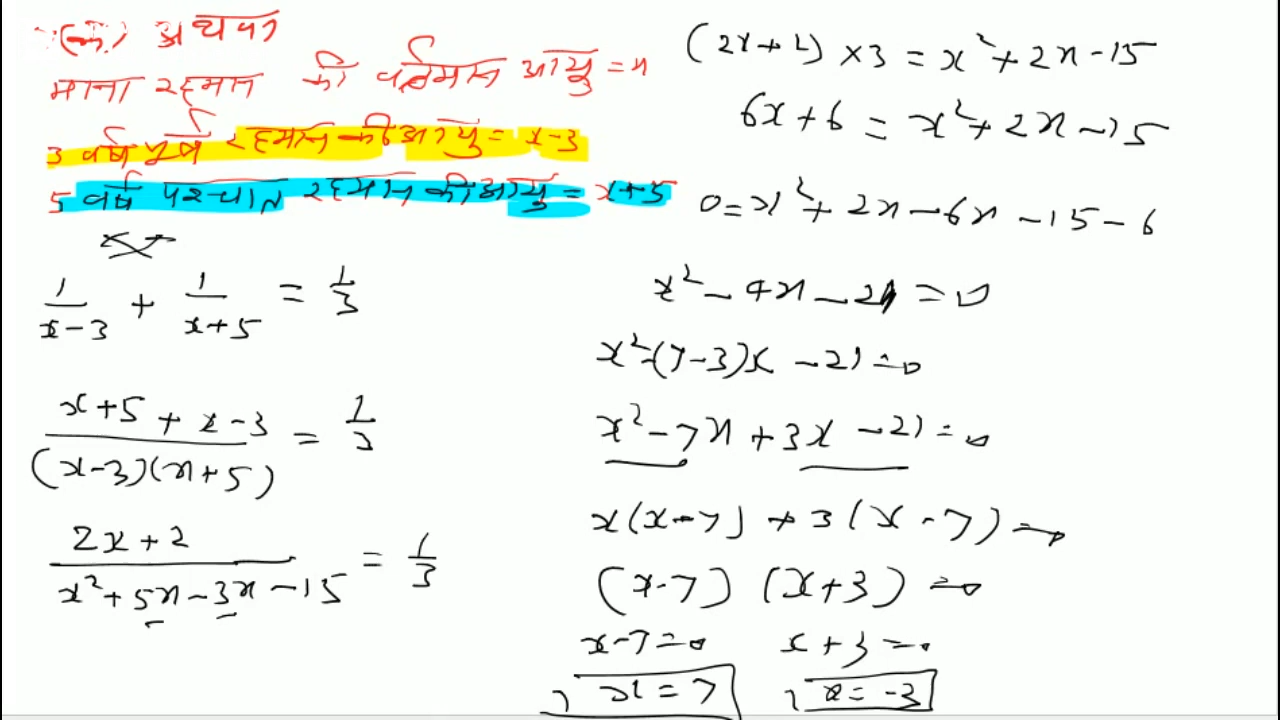 (क) अथवा
माना रहमान की वर्तमान आयु = x
3 वर्ष पूर्व रहमान की आयु = x-3
5 वर्ष पश्चात रहमान की आयु = x+5
1/(x-3) + 1/(x+5) = 1/3
(x+5+x-3)/((x-3)(x+5)) = 1/3
(2x+2)/(x²+5x-3x-15) = 1/3
(2x+2)×3 = x²+2x-15
6x+6 = x²+2x-15
0=x²+2x-6x-15-6
x²-4x-21=0
x²-(7-3)x-21=0
x²-7x+3x-21=0
x(x-7)+3(x-7)=0
(x-7)(x+3)=0
x-7=0 x+3=0
x=7 x=-3